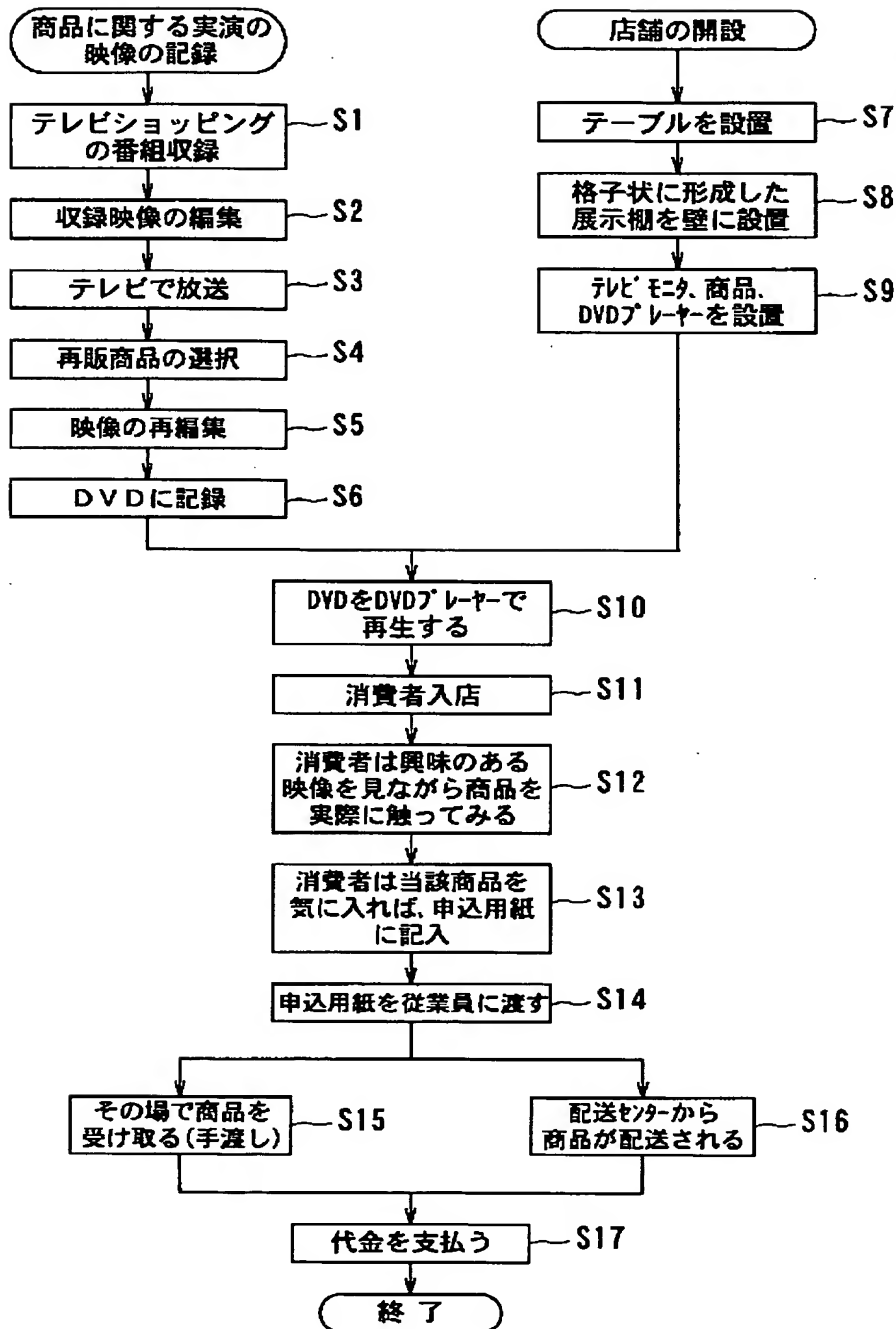 商品に関する実演の
映像の記録
テレビショッピング
の番組収録
S1
収録映像の編集
S2
テレビで放送
S3
再販商品の選択
S4
映像の再編集
S5
DVDに記録
S6
店舗の開設
テーブルを設置
S7
格子状に形成した
展示棚を壁に設置
S8
テレビモニタ、商品、
DVDプレーヤーを設置
S9
DVDをDVDプレーヤーで
再生する
S10
消費者入店
S11
消費者は興味のある
映像を見ながら商品を
実際に触ってみる
S12
消費者は当該商品を
気に入れば、申込用紙
に記入
S13
申込用紙を従業員に渡す
S14
その場で商品を
受け取る(手渡し)
S15
配送センターから
商品が配送される
S16
代金を支払う
S17
終了